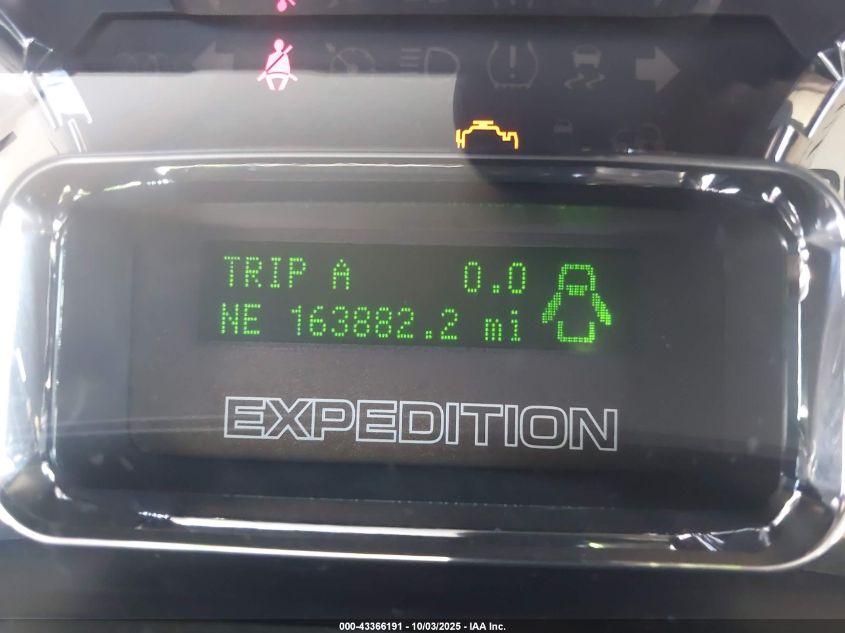 TRIP A 0.0
NE 163882.2 mi
EXPEDITION
000-43366191 - 10/03/2025 - IAA Inc.